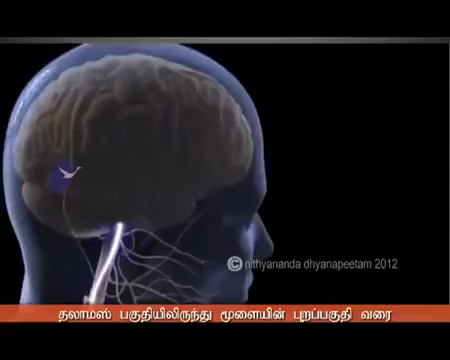 © nithyananda dhyanapeetam 2012
தலாமஸ் பகுதியிலிருந்து மூளையின் புறப்பகுதி வரை